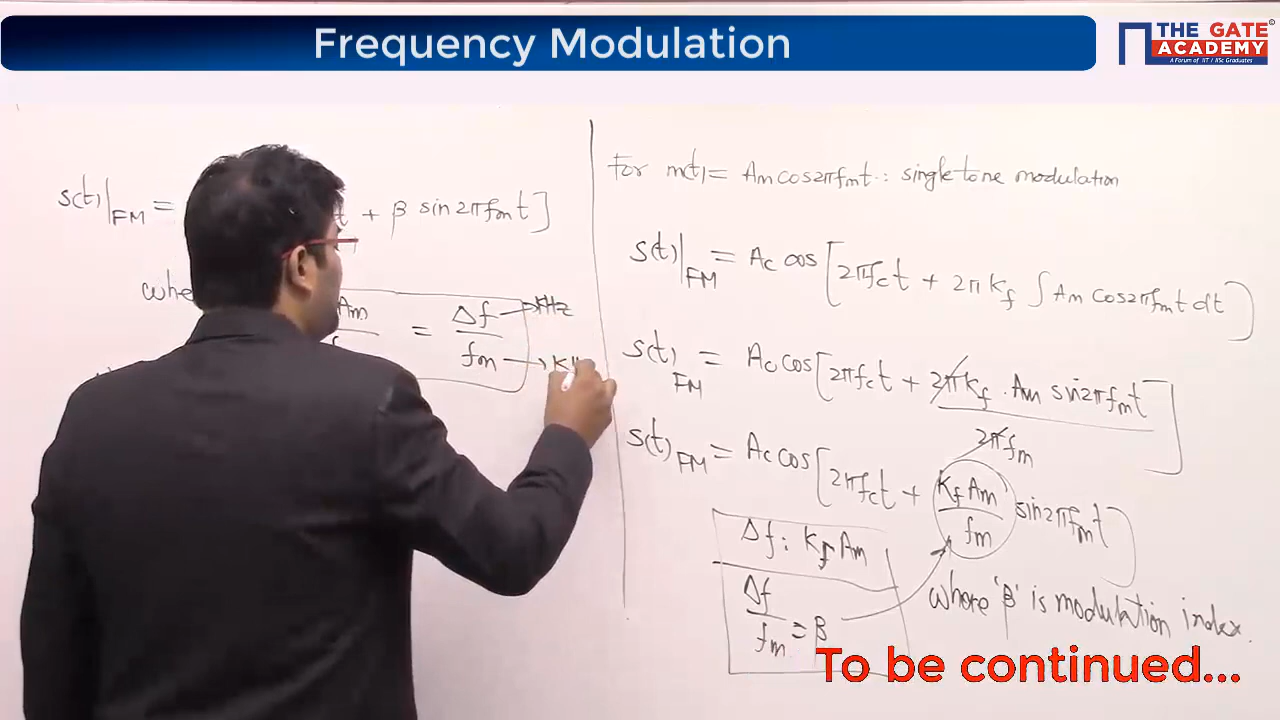 Frequency Modulation
THE GATE
ACADEMY
A Forum of IIT / IISc Graduates
s(t)|FM =
t + β sin2πfmt]
Am
= Δf/fm
→ KHz
→ KH
For m(t) = Am cos2πfmt : single tone modulation
s(t)|FM = Ac cos[2πfct + 2π kf ∫ Am cos2πfmt dt]
s(t)FM = Ac cos[2πfct + 2πkf . Am sin2πfmt / 2πfm]
s(t)FM = Ac cos[2πfct + KfAm/fm sin2πfmt]
Δf : KfAm
Δf/fm = β
where 'β' is modulation index.
To be continued...